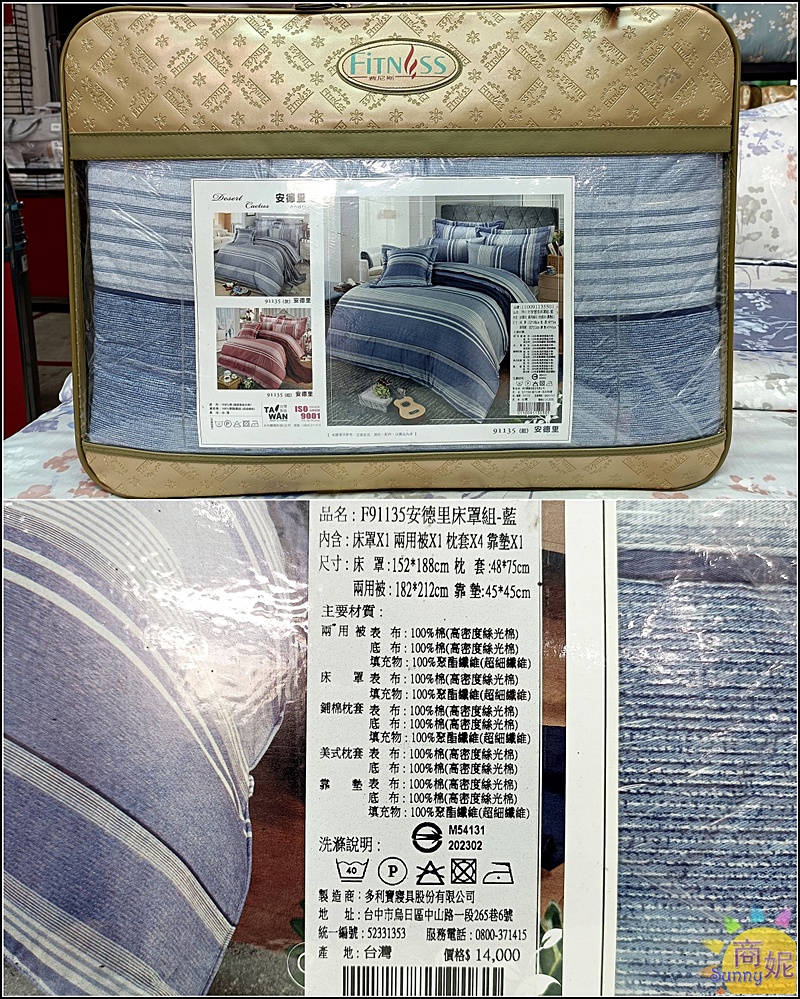 FiTNESS
費尼斯
Desert
Cactus
安德里
91135 (藍) 安德里
91135 (紅) 安德里
TAIWAN
ISO
9001
91135 (藍) 安德里
品名：F91135安德里床罩組-藍
內含：床罩X1 兩用被X1 枕套X4 靠墊X1
尺寸：床 罩：152*188cm 枕 套：48*75cm
兩用被：182*212cm 靠墊：45*45cm
主要材質：
兩用被 表 布：100%棉(高密度絲光棉)
底 布：100%棉(高密度絲光棉)
填充物：100%聚酯纖維(超細纖維)
床 罩 表 布：100%棉(高密度絲光棉)
填充物：100%聚酯纖維(超細纖維)
鋪棉枕套 表 布：100%棉(高密度絲光棉)
底 布：100%棉(高密度絲光棉)
填充物：100%聚酯纖維(超細纖維)
美式枕套 表 布：100%棉(高密度絲光棉)
底 布：100%棉(高密度絲光棉)
靠 墊 表 布：100%棉(高密度絲光棉)
底 布：100%棉(高密度絲光棉)
填充物：100%聚酯纖維(超細纖維)
洗滌說明：
M54131
202302
40
P
製造商：多利寶寢具股份有限公司
地 址：台中市烏日區中山路一段265巷6號
統一編號：52331353 服務電話：0800-371415
產 地：台灣 價格$ 14,000
商妮
Sunny